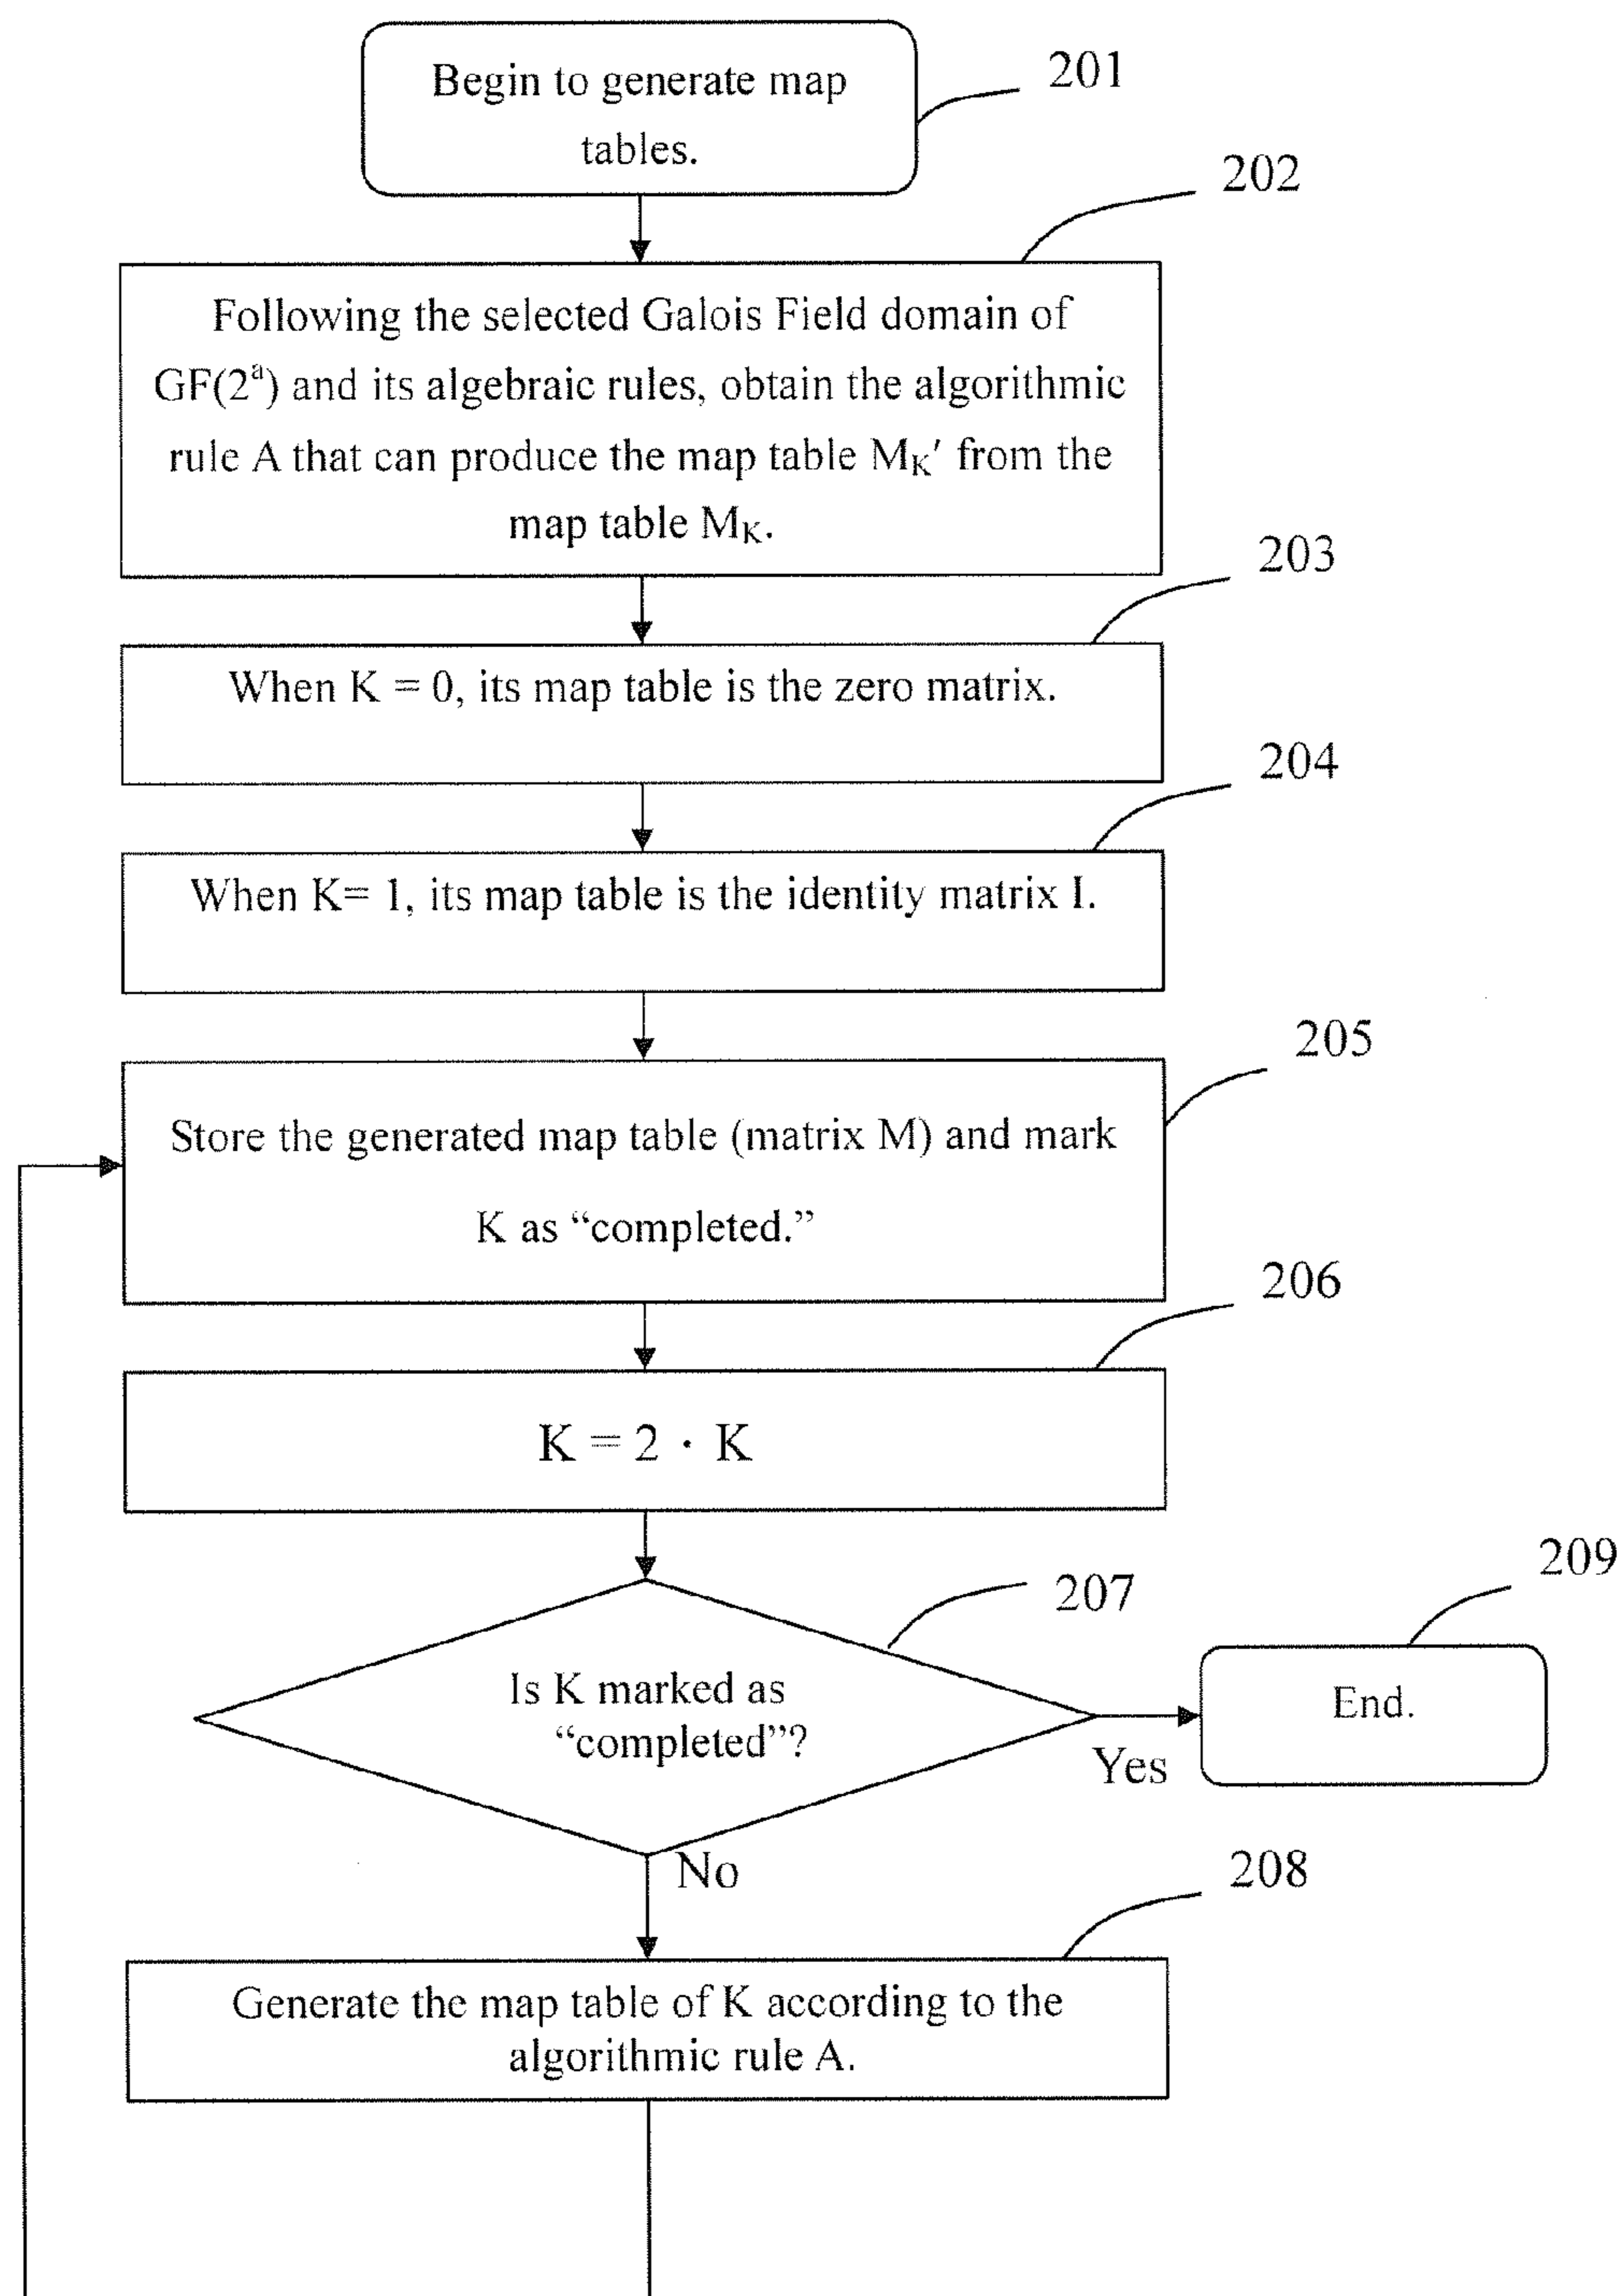 Begin to generate map
tables.
201
202
Following the selected Galois Field domain of
GF(2ᵃ) and its algebraic rules, obtain the algorithmic
rule A that can produce the map table Mₖ′ from the
map table Mₖ.
203
When K = 0, its map table is the zero matrix.
204
When K= 1, its map table is the identity matrix I.
205
Store the generated map table (matrix M) and mark
K as “completed.”
206
K = 2 · K
207
Is K marked as
“completed”?
Yes
209
End.
No
208
Generate the map table of K according to the
algorithmic rule A.